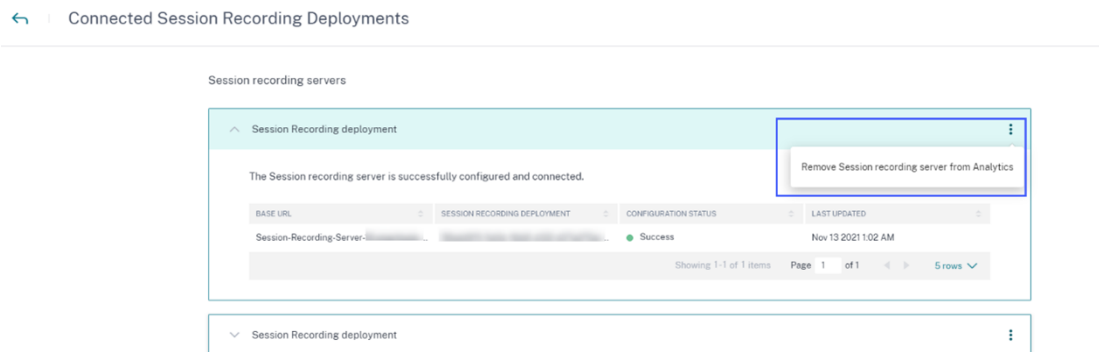 Connected Session Recording Deployments
Session recording servers
Session Recording deployment
Remove Session recording server from Analytics
The Session recording server is successfully configured and connected.
BASE URL SESSION RECORDING DEPLOYMENT CONFIGURATION STATUS LAST UPDATED
Session-Recording-Server- Success Nov 13 2021 1:02 AM
Showing 1-1 of 1 items Page 1 of 1 5 rows
Session Recording deployment